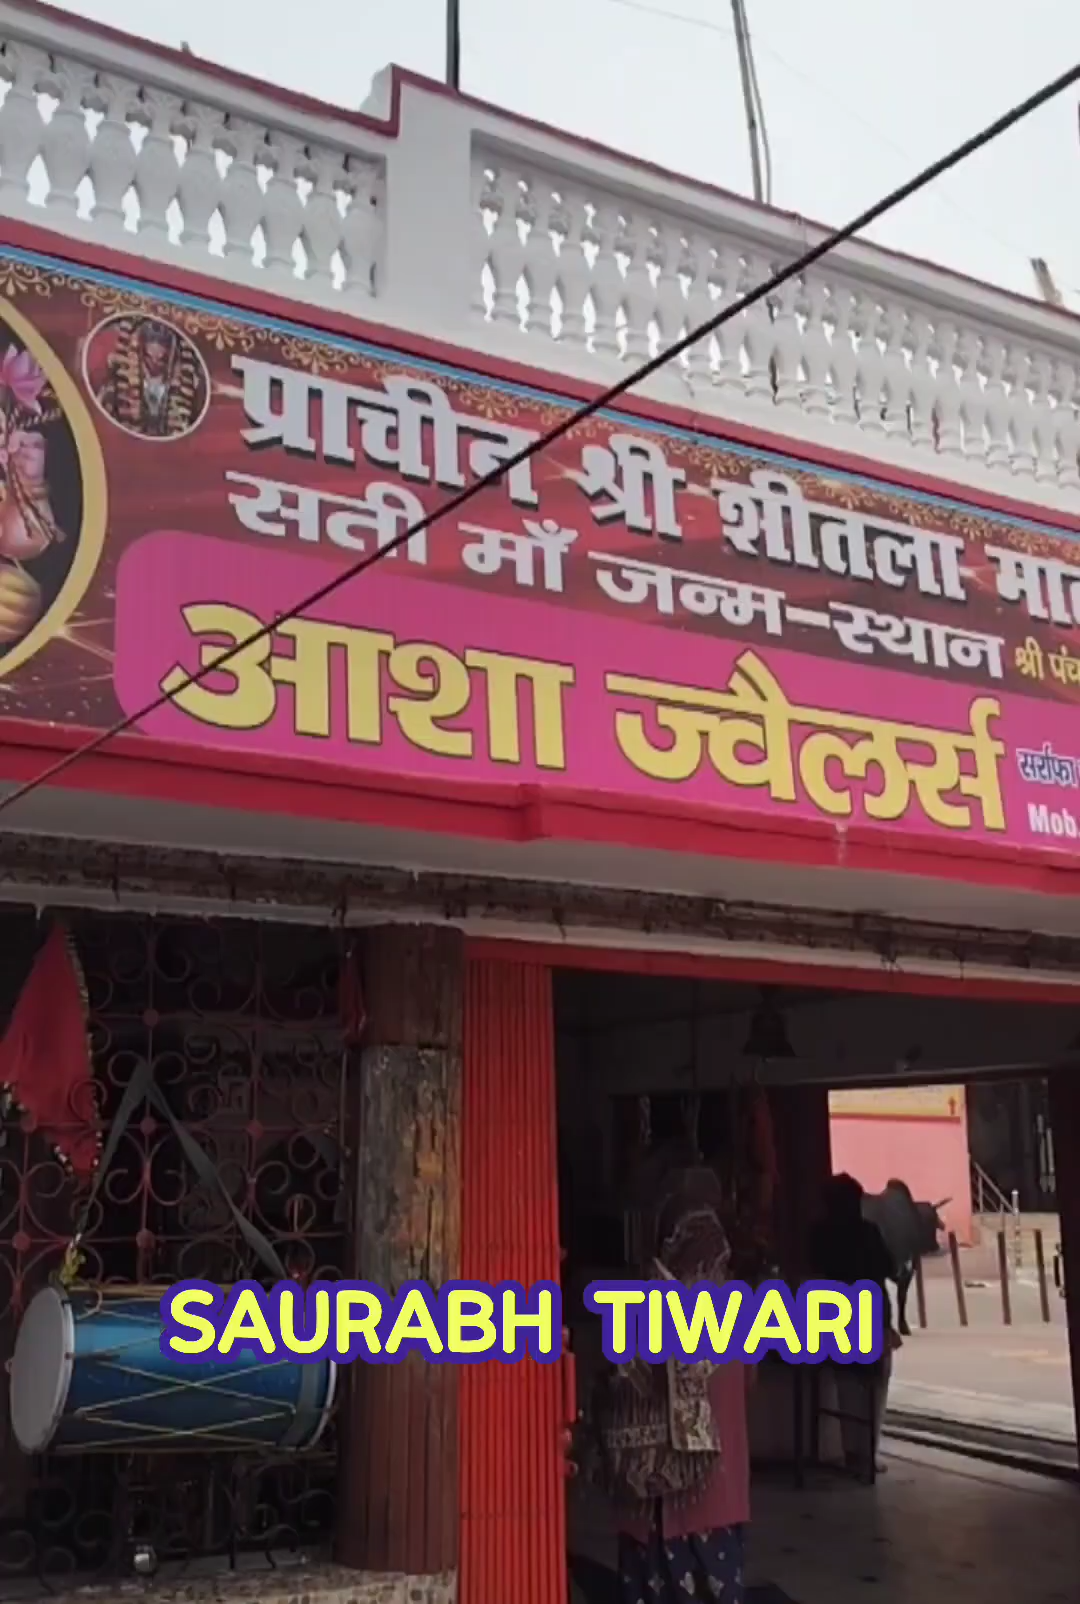 प्राचीन श्री शीतला
सती माँ जन्म-स्थान श्री
आशा ज्वैलर्स
सर्राफा
Mob.
SAURABH TIWARI